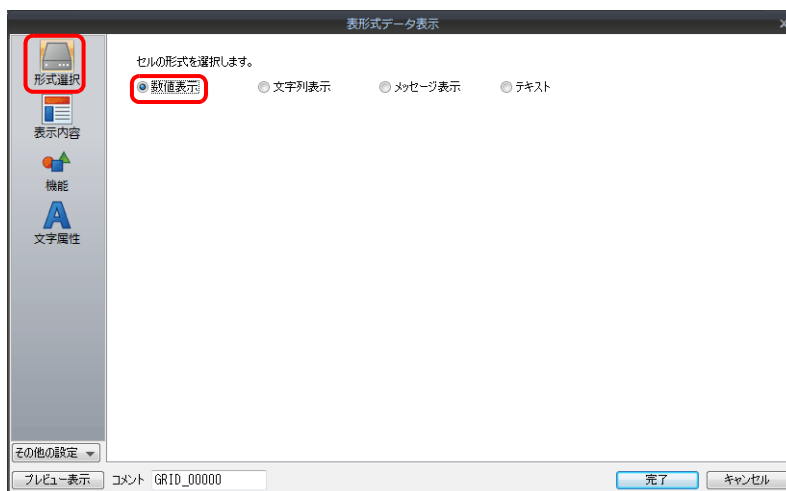 表形式データ表示
形式選択
表示内容
機能
文字属性
セルの形式を選択します。
数値表示 文字列表示 メッセージ表示 テキスト
その他の設定
プレビュー表示 コメント GRID_00000 完了 キャンセル